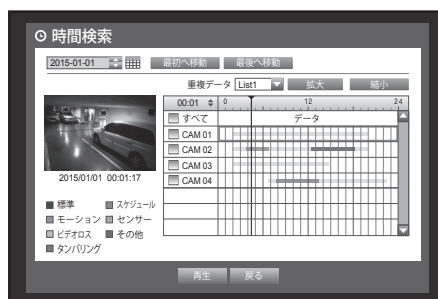 時間検索
2015-01-01 最初へ移動 最後へ移動
重複データ List1 拡大 縮小
00:01 0 12 24
すべて データ
CAM 01
CAM 02
CAM 03
CAM 04
2015/01/01 00:01:17
標準 スケジュール
モーション センサー
ビデオロス その他
タンパリング
再生 戻る